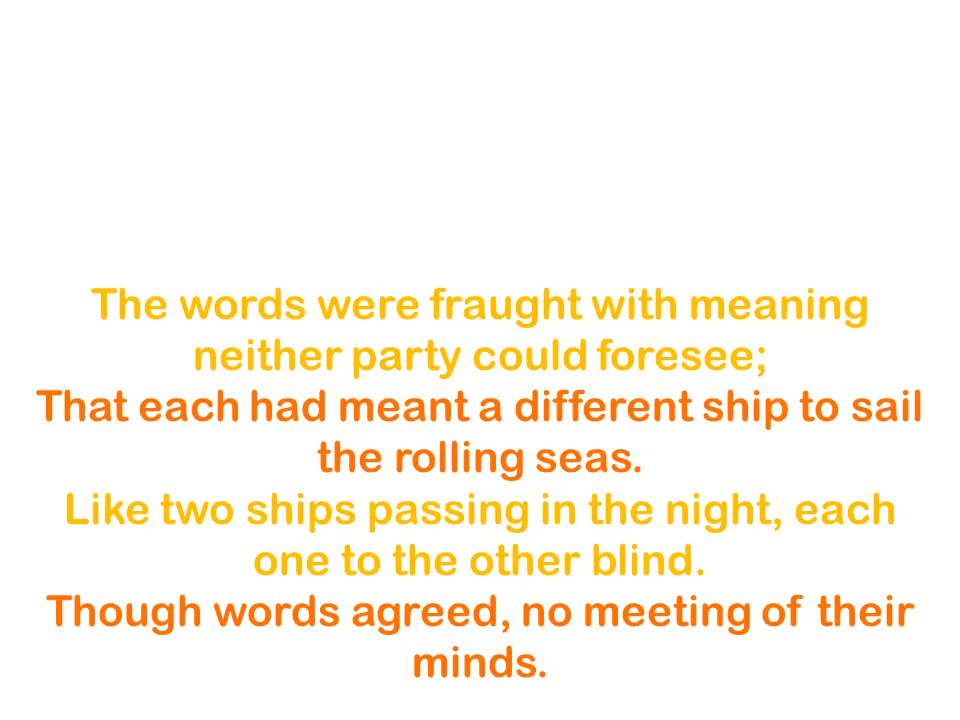 The words were fraught with meaning
neither party could foresee;
That each had meant a different ship to sail
the rolling seas.
Like two ships passing in the night, each
one to the other blind.
Though words agreed, no meeting of their
minds.